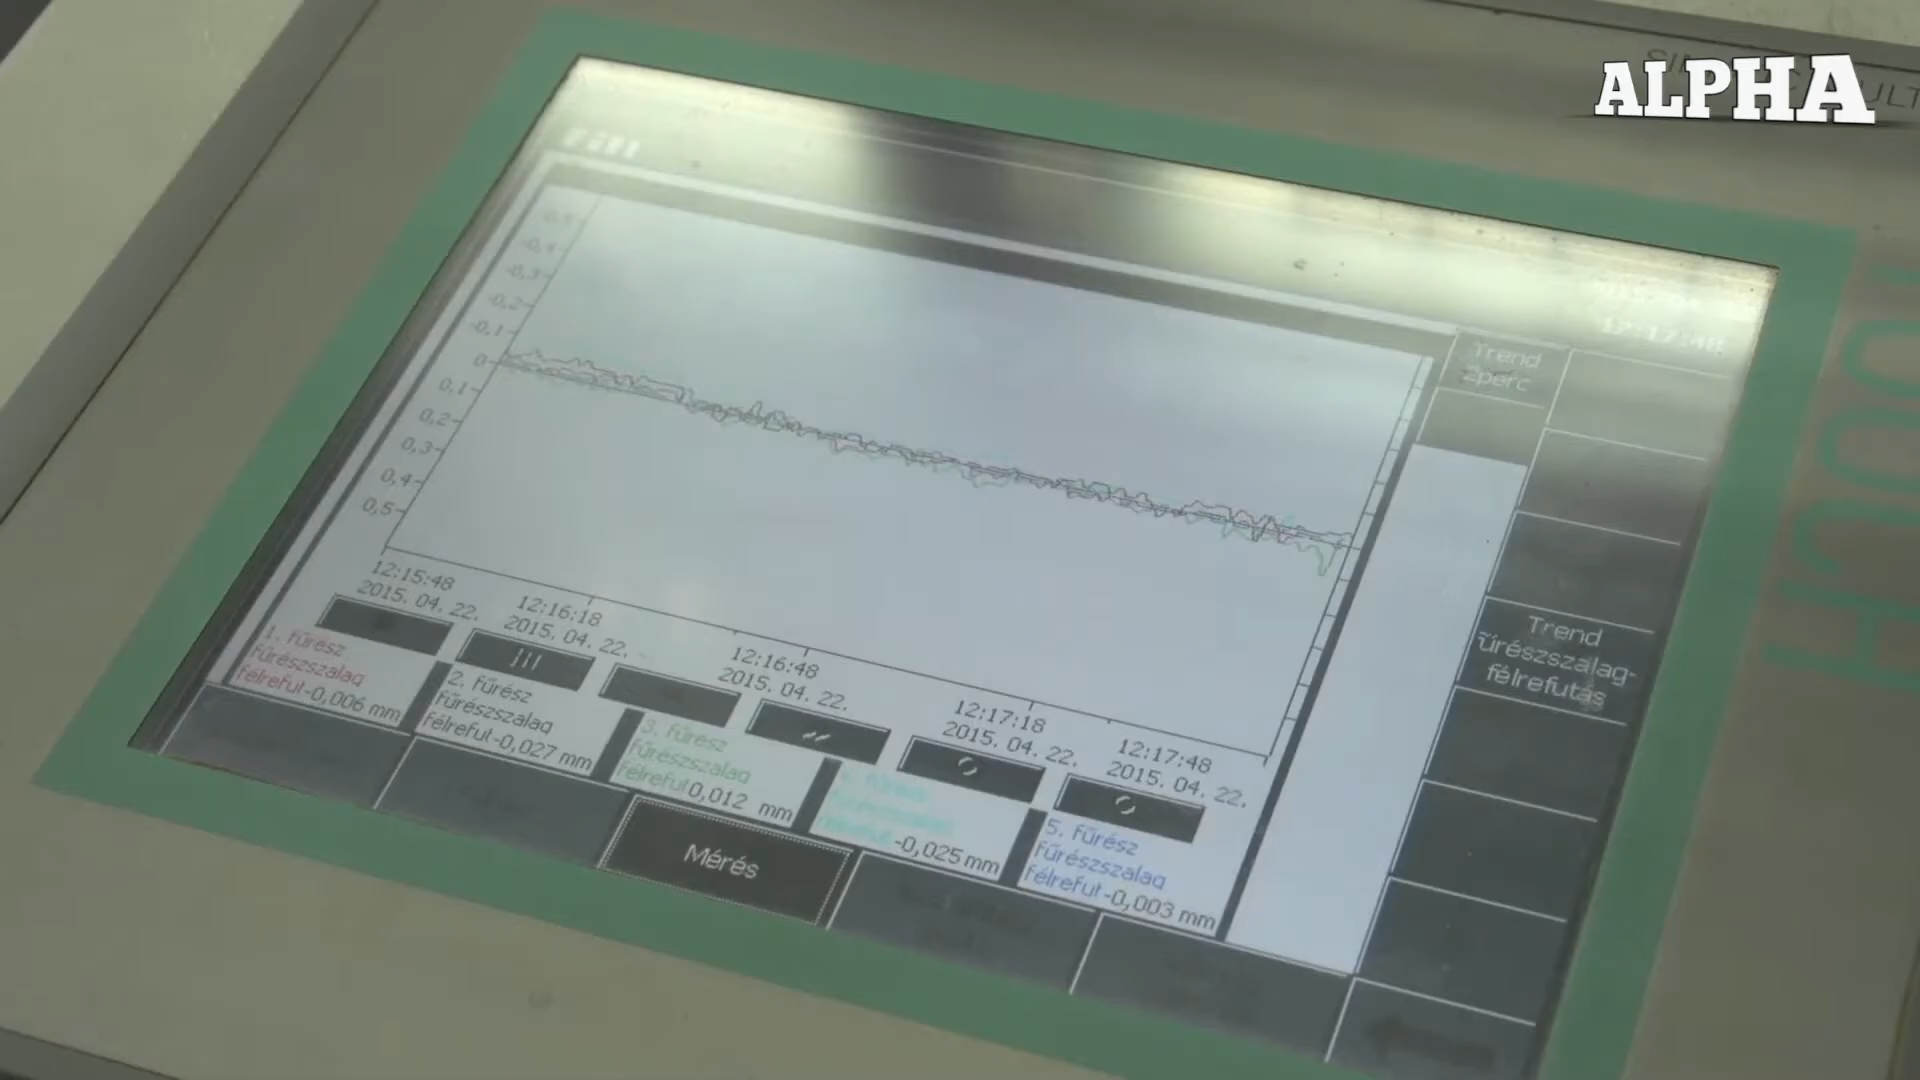 ALPHA
fill
12:17:48
-0,4
-0,3
-0,2
-0,1
0
0,1
0,2
0,3
0,4
0,5
Trend
2perc
Trend
fűrészszalag-
félrefutás
12:15:48
2015. 04. 22.
12:16:18
2015. 04. 22.
12:16:48
2015. 04. 22.
12:17:18
2015. 04. 22.
12:17:48
2015. 04. 22.
1. fűrész
fűrészszalag
félrefut-0,006 mm
2. fűrész
fűrészszalag
félrefut-0,027 mm
3. fűrész
fűrészszalag
félrefut0,012 mm
-0,025 mm
5. fűrész
fűrészszalag
félrefut-0,003 mm
Mérés